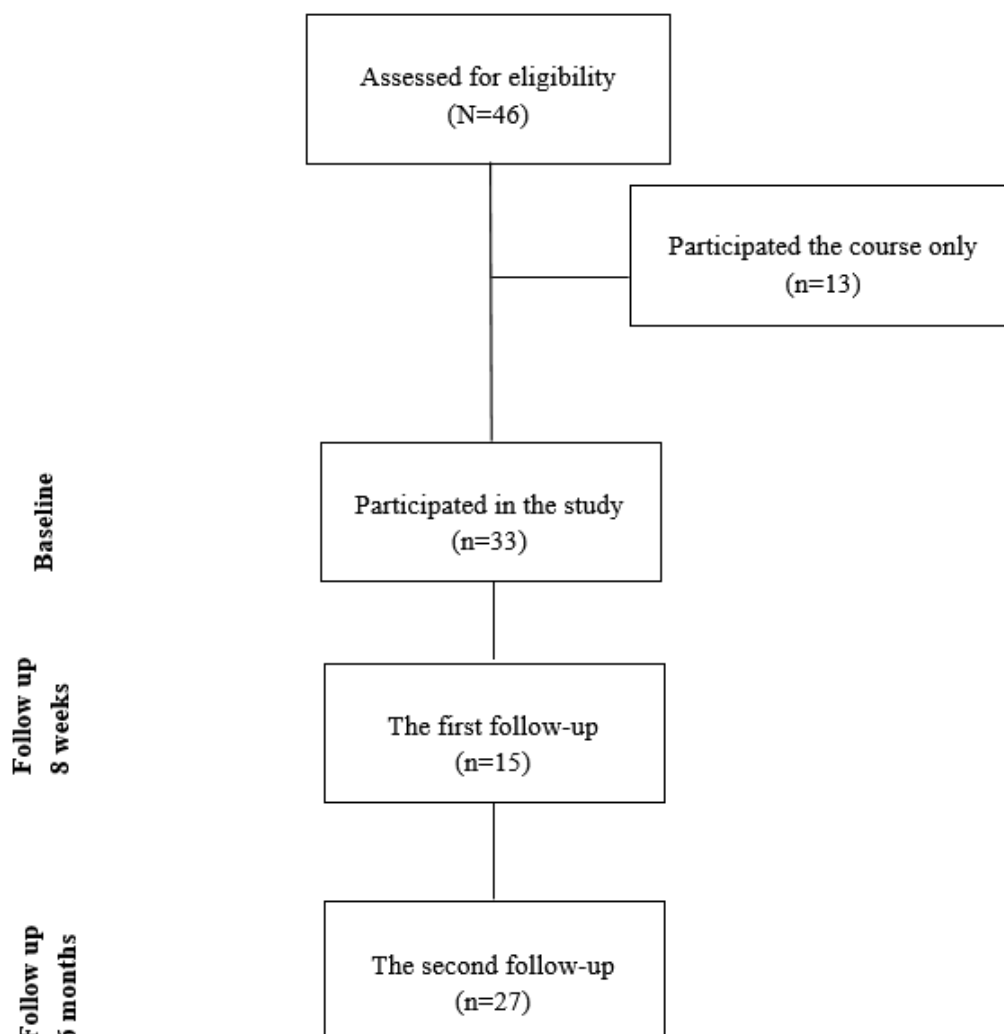 Assessed for eligibility
(N=46)
Participated the course only
(n=13)
Baseline
Participated in the study
(n=33)
Follow up
8 weeks
The first follow-up
(n=15)
Follow up
months
The second follow-up
(n=27)